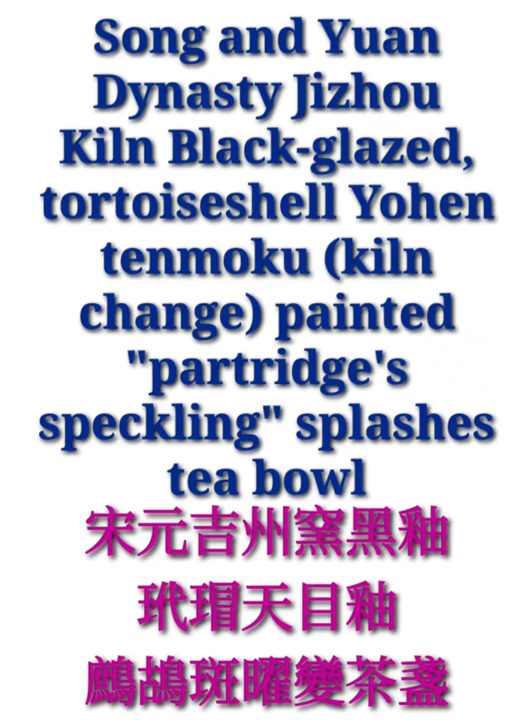 Song and Yuan
Dynasty Jizhou
Kiln Black-glazed,
tortoiseshell Yohen
tenmoku (kiln
change) painted
"partridge's
speckling" splashes
tea bowl
宋元吉州窯黑釉
玳瑁天目釉
鷓鴣斑曜變茶盞